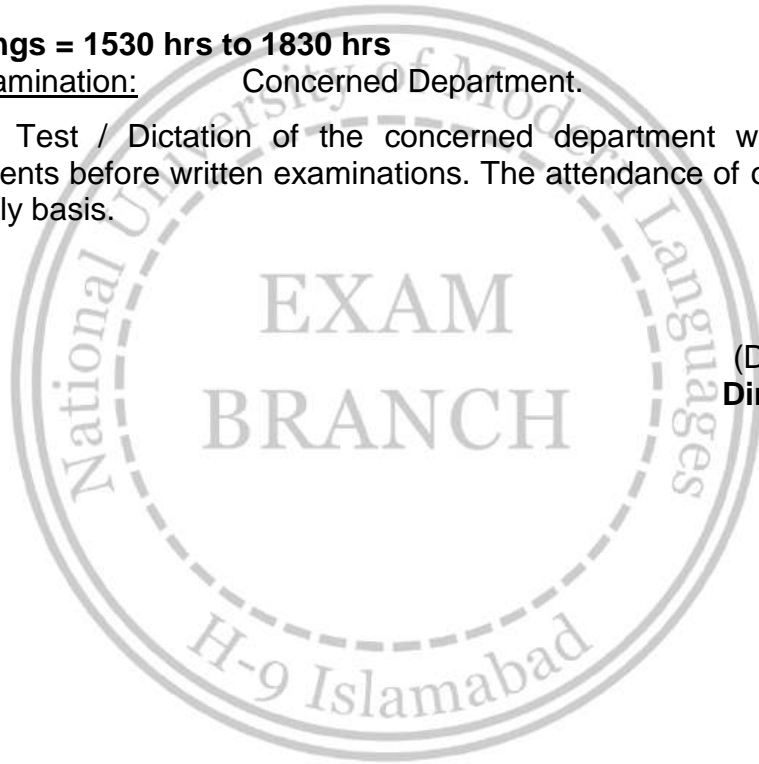 ngs = 1530 hrs to 1830 hrs
amination: Concerned Department.
Test / Dictation of the concerned department w
ents before written examinations. The attendance of
ly basis.
(D
Dir
National University of Modern Languages
EXAM
BRANCH
H-9 Islamabad